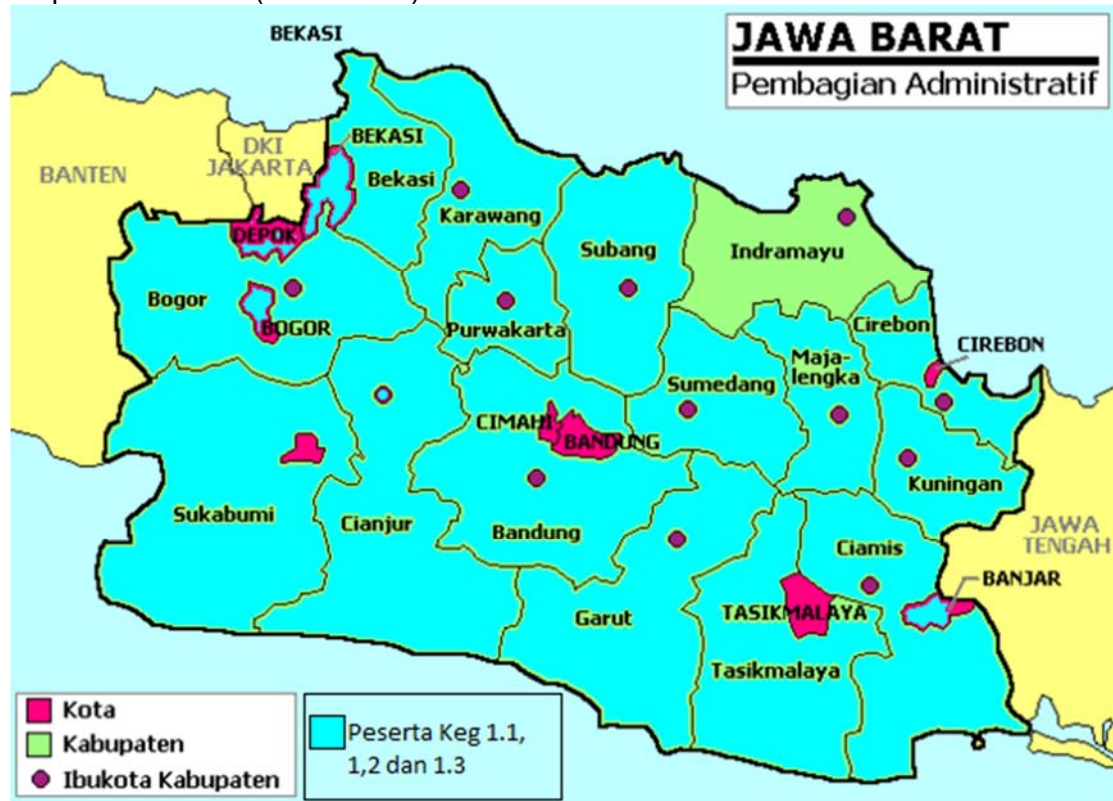 BEKASI
JAWA BARAT
Pembagian Administratif
DKI
JAKARTA
BANTEN
BEKASI
Bekasi
Karawang
DEPOK
Subang
Indramayu
Bogor
BOGOR
Purwakarta
Cirebon
CIREBON
Maja-
lengka
Sumedang
CIMAHI
BANDUNG
Kuningan
Sukabumi
Cianjur
Bandung
Ciamis
JAWA
TENGAH
BANJAR
Garut
TASIKMALAYA
Tasikmalaya
Kota
Kabupaten
Ibukota Kabupaten
Peserta Keg 1.1,
1,2 dan 1.3